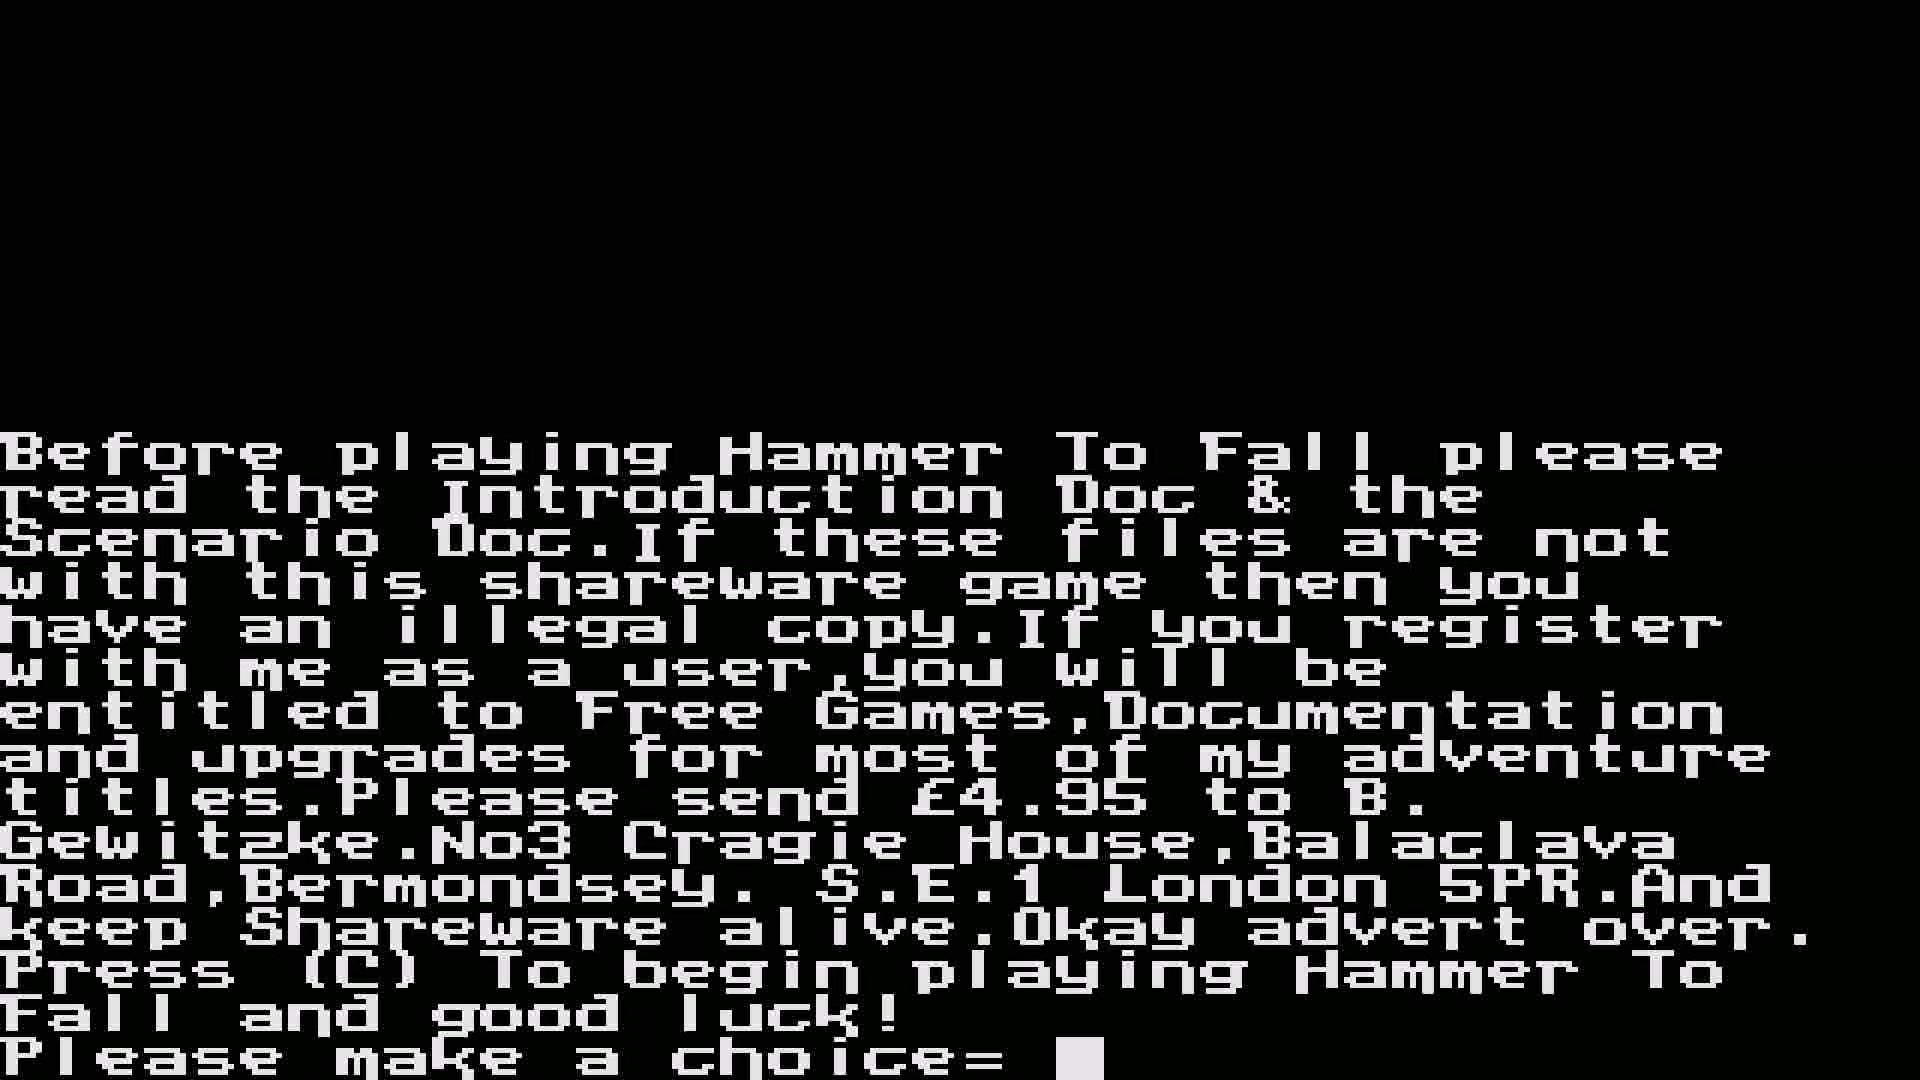 Before playing Hammer To Fall please
read the Introduction Doc & the
Scenario Doc.If these files are not
with this shareware game then you
have an illegal copy.If you register
with me as a user,you will be
entitled to Free Games,Documentation
and upgrades for most of my adventure
titles.Please send £4.95 to B.
Gewitzke.No3 Cragie House,Balaclava
Road,Bermondsey. S.E.1 London 5PR.And
keep Shareware alive.Okay advert over.
Press (C) To begin playing Hammer To
Fall and good luck!
Please make a choice=